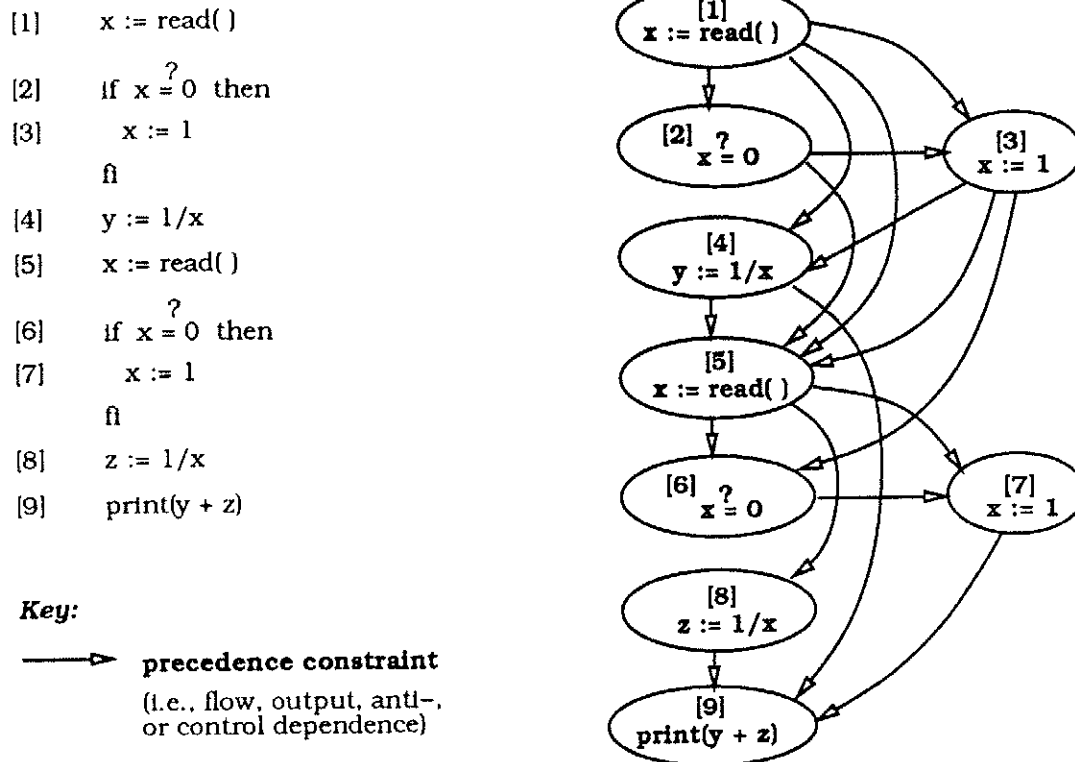 [1] x := read( )
?
[2] if x = 0 then
[3] x := 1
fi
[4] y := 1/x
[5] x := read( )
?
[6] if x = 0 then
[7] x := 1
fi
[8] z := 1/x
[9] print(y + z)
Key:
precedence constraint
(i.e., flow, output, anti-,
or control dependence)
[1]
x := read( )
[2] ?
x = 0
[3]
x := 1
[4]
y := 1/x
[5]
x := read( )
[6] ?
x = 0
[7]
x := 1
[8]
z := 1/x
[9]
print(y + z)